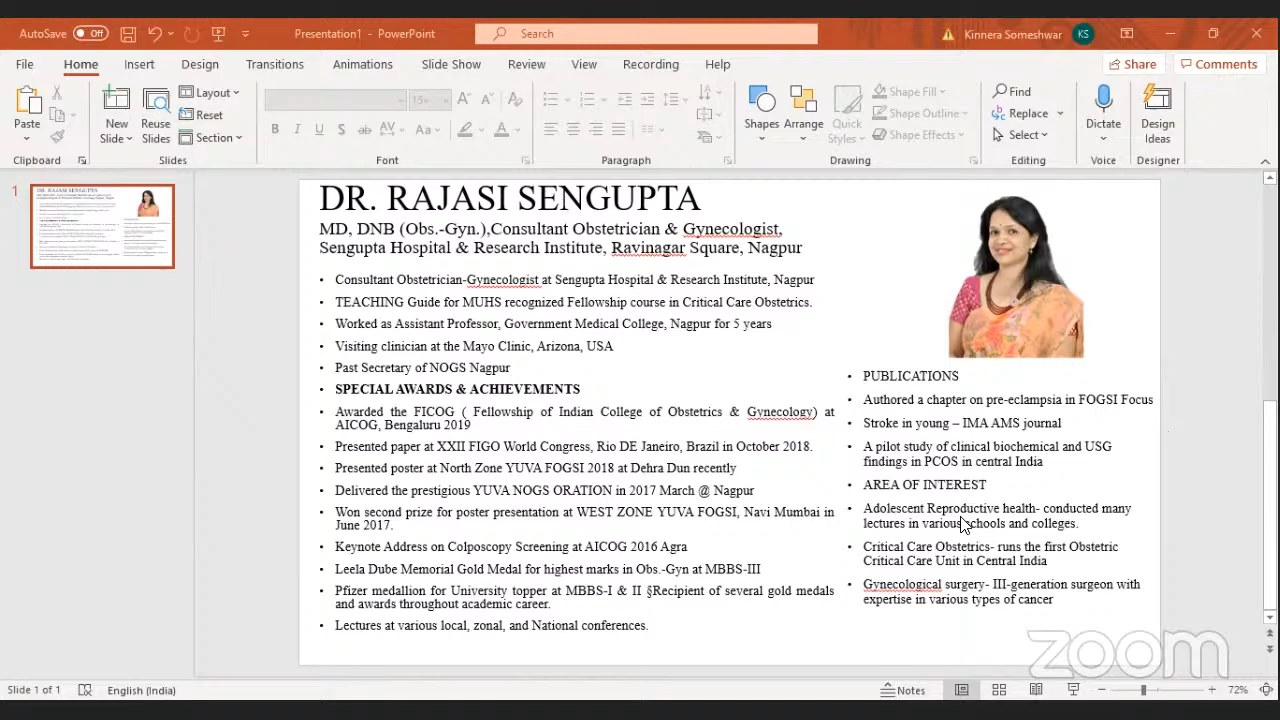 AutoSave Off Presentation1 - PowerPoint Search Kinnera Someshwar KS
File Home Insert Design Transitions Animations Slide Show Review View Recording Help Share Comments
Paste New Slide Reuse Slides Layout Reset Section
15+ B I U S ab AV Aa A
Shapes Arrange Quick Styles Shape Fill Shape Outline Shape Effects
Find Replace Select Dictate Design Ideas
Clipboard Slides Font Paragraph Drawing Editing Voice Designer
1
DR. RAJASI SENGUPTA
MD, DNB (Obs.-Gyn.),Consultant Obstetrician & Gynecologist
Sengupta Hospital & Research Institute, Ravinagar Square, Nagpur
• Consultant Obstetrician-Gynecologist at Sengupta Hospital & Research Institute, Nagpur
• TEACHING Guide for MUHS recognized Fellowship course in Critical Care Obstetrics.
• Worked as Assistant Professor, Government Medical College, Nagpur for 5 years
• Visiting clinician at the Mayo Clinic, Arizona, USA
• Past Secretary of NOGS Nagpur
• SPECIAL AWARDS & ACHIEVEMENTS
• Awarded the FICOG ( Fellowship of Indian College of Obstetrics & Gynecology) at
AICOG, Bengaluru 2019
• Presented paper at XXII FIGO World Congress, Rio DE Janeiro, Brazil in October 2018.
• Presented poster at North Zone YUVA FOGSI 2018 at Dehra Dun recently
• Delivered the prestigious YUVA NOGS ORATION in 2017 March @ Nagpur
• Won second prize for poster presentation at WEST ZONE YUVA FOGSI, Navi Mumbai in
June 2017.
• Keynote Address on Colposcopy Screening at AICOG 2016 Agra
• Leela Dube Memorial Gold Medal for highest marks in Obs.-Gyn at MBBS-III
• Pfizer medallion for University topper at MBBS-I & II §Recipient of several gold medals
and awards throughout academic career.
• Lectures at various local, zonal, and National conferences.
• PUBLICATIONS
• Authored a chapter on pre-eclampsia in FOGSI Focus
• Stroke in young – IMA AMS journal
• A pilot study of clinical biochemical and USG
findings in PCOS in central India
• AREA OF INTEREST
• Adolescent Reproductive health- conducted many
lectures in various schools and colleges.
• Critical Care Obstetrics- runs the first Obstetric
Critical Care Unit in Central India
• Gynecological surgery- III-generation surgeon with
expertise in various types of cancer
zoom
Slide 1 of 1 English (India) Notes 72%